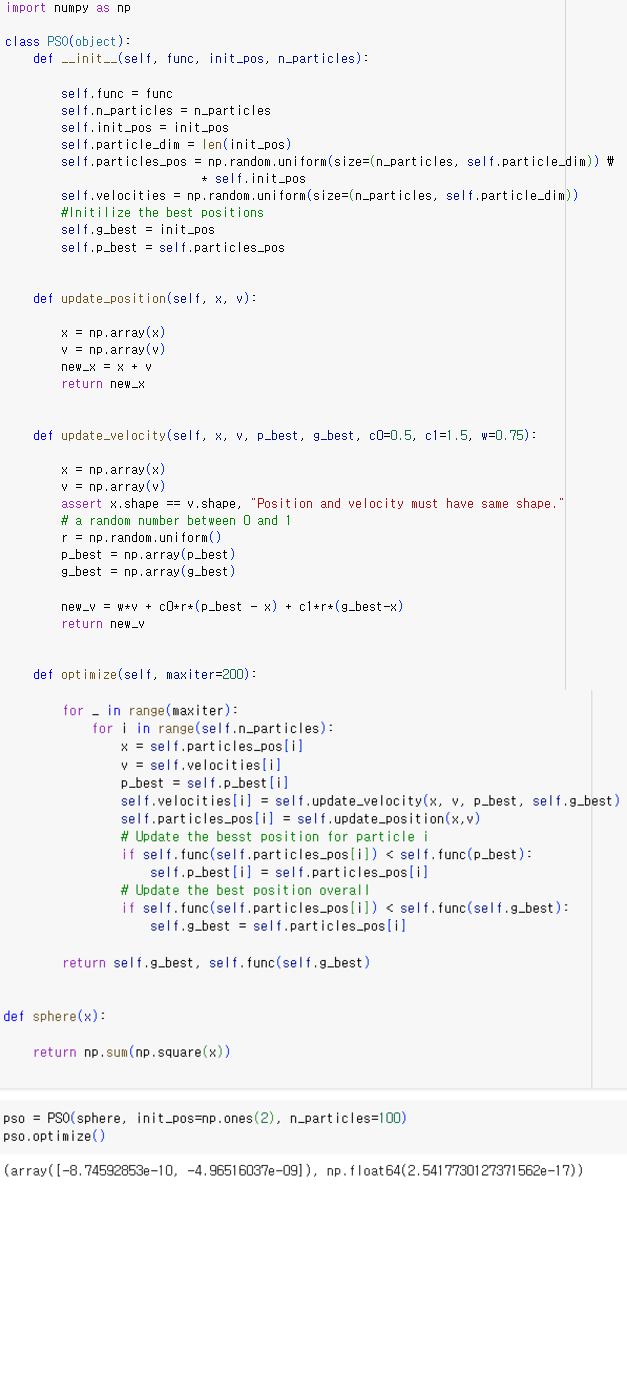 import numpy as np
class PSO(object):
def __init__(self, func, init_pos, n_particles):
self.func = func
self.n_particles = n_particles
self.init_pos = init_pos
self.particle_dim = len(init_pos)
self.particles_pos = np.random.uniform(size=(n_particles, self.particle_dim)) ₩
* self.init_pos
self.velocities = np.random.uniform(size=(n_particles, self.particle_dim))
#Initilize the best positions
self.g_best = init_pos
self.p_best = self.particles_pos
def update_position(self, x, v):
x = np.array(x)
v = np.array(v)
new_x = x + v
return new_x
def update_velocity(self, x, v, p_best, g_best, c0=0.5, c1=1.5, w=0.75):
x = np.array(x)
v = np.array(v)
assert x.shape == v.shape, "Position and velocity must have same shape."
# a random number between 0 and 1
r = np.random.uniform()
p_best = np.array(p_best)
g_best = np.array(g_best)
new_v = w*v + c0*r*(p_best - x) + c1*r*(g_best-x)
return new_v
def optimize(self, maxiter=200):
for _ in range(maxiter):
for i in range(self.n_particles):
x = self.particles_pos[i]
v = self.velocities[i]
p_best = self.p_best[i]
self.velocities[i] = self.update_velocity(x, v, p_best, self.g_best)
self.particles_pos[i] = self.update_position(x,v)
# Update the besst position for particle i
if self.func(self.particles_pos[i]) < self.func(p_best):
self.p_best[i] = self.particles_pos[i]
# Update the best position overall
if self.func(self.particles_pos[i]) < self.func(self.g_best):
self.g_best = self.particles_pos[i]
return self.g_best, self.func(self.g_best)
def sphere(x):
return np.sum(np.square(x))
pso = PSO(sphere, init_pos=np.ones(2), n_particles=100)
pso.optimize()
(array([-8.74592853e-10, -4.96516037e-09]), np.float64(2.5417730127371562e-17))